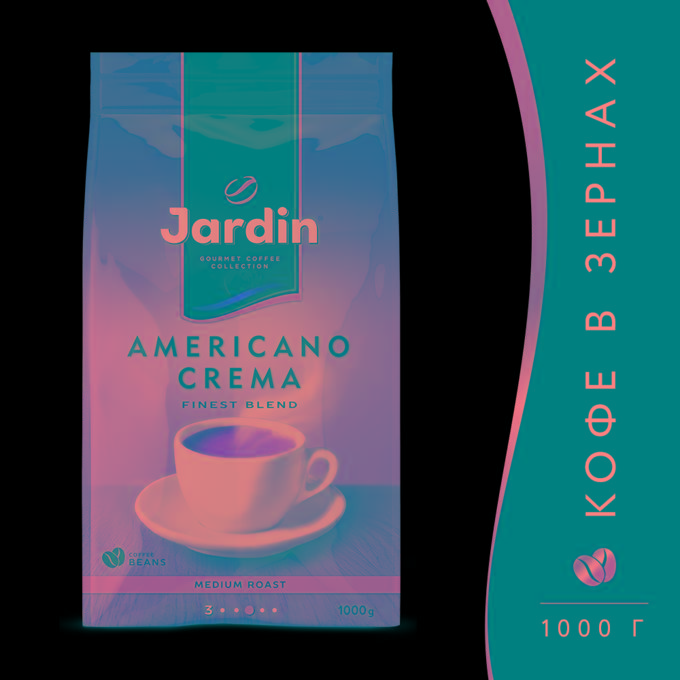 Jardin
GOURMET COFFEE
COLLECTION
AMERICANO
CREMA
FINEST BLEND
COFFEE
BEANS
MEDIUM ROAST
3
1000g
КОФЕ В ЗЕРНАХ
1000 Г